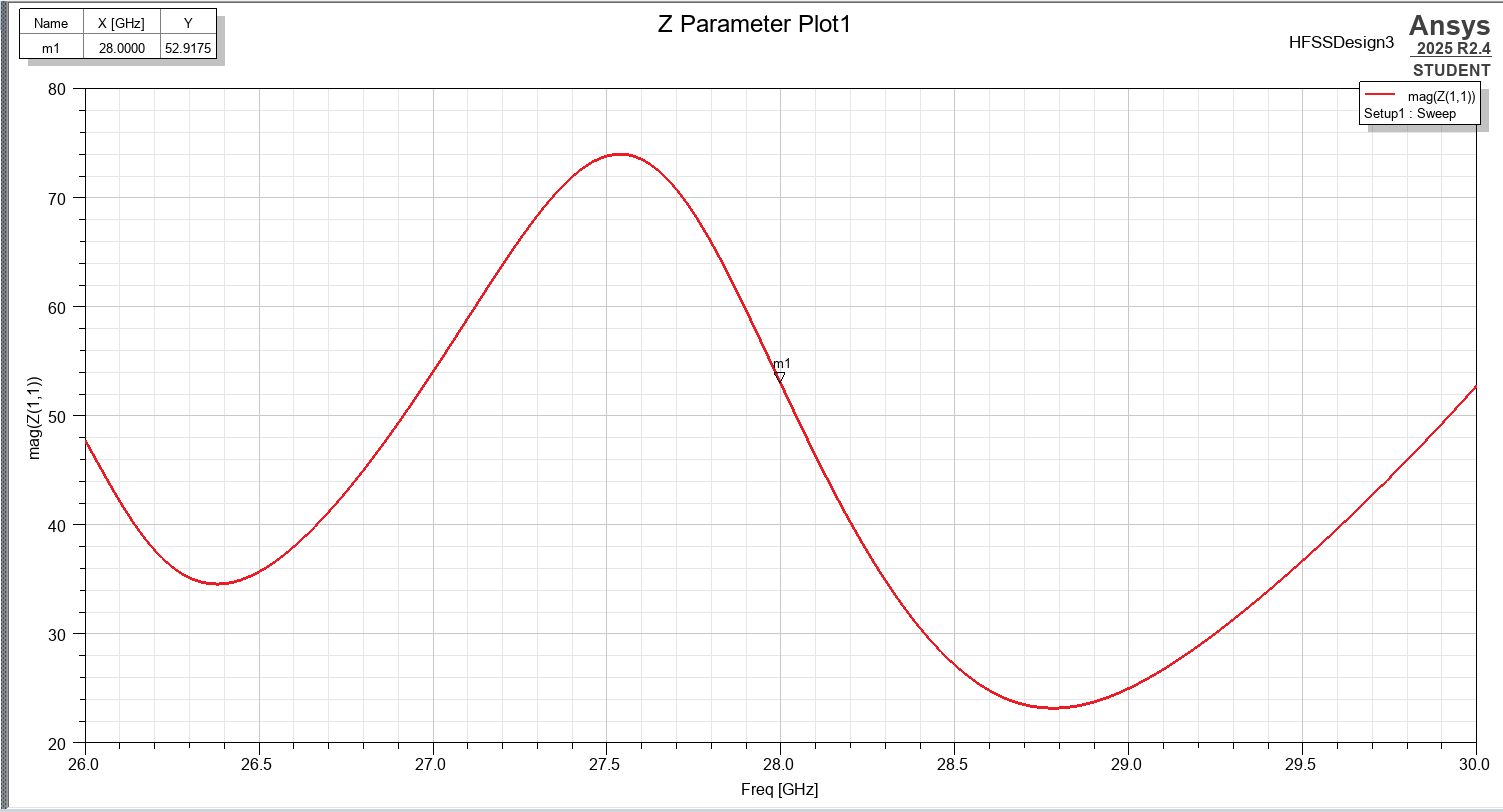 Name X [GHz] Y
m1 28.0000 52.9175
Z Parameter Plot1
HFSSDesign3
Ansys
2025 R2.4
STUDENT
mag(Z(1,1))
Setup1 : Sweep
80
70
60
50
40
30
20
mag(Z(1,1))
m1
26.0 26.5 27.0 27.5 28.0 28.5 29.0 29.5 30.0
Freq [GHz]